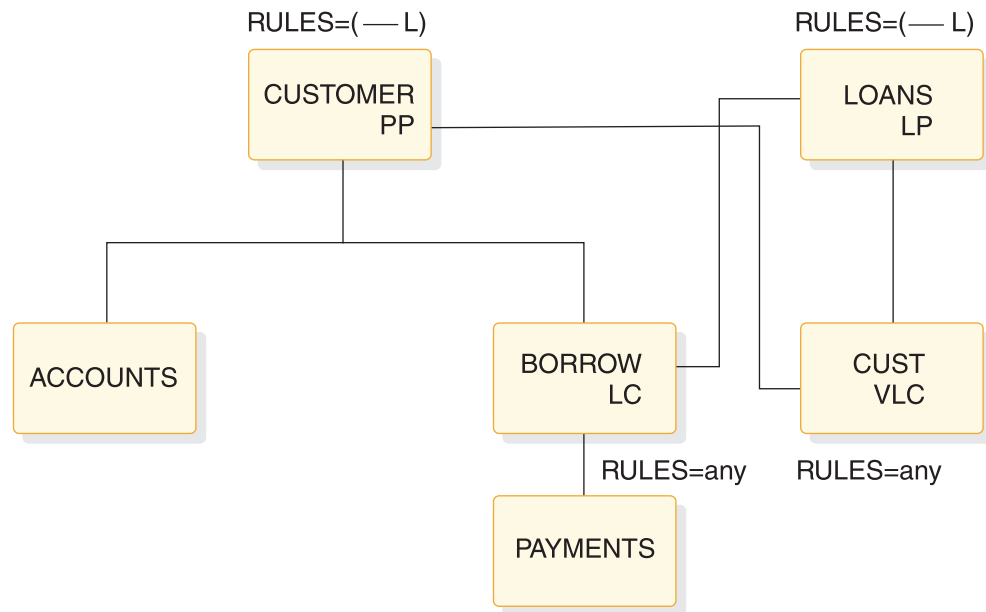 RULES=( — L)
RULES=( — L)
CUSTOMER
PP
LOANS
LP
ACCOUNTS
BORROW
LC
CUST
VLC
RULES=any
RULES=any
PAYMENTS